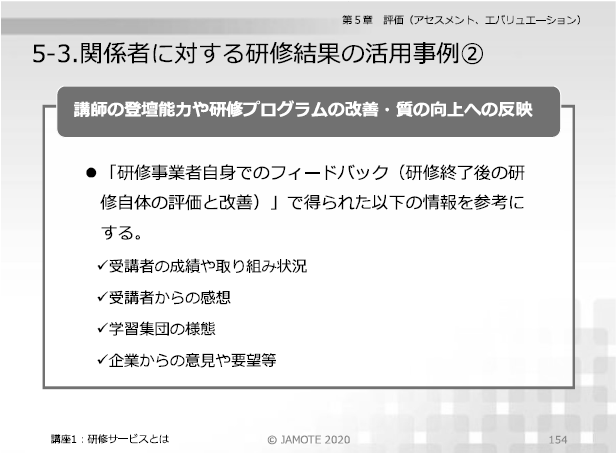 第５章　評価（アセスメント、エバリュエーション）
5-3.関係者に対する研修結果の活用事例②
講師の登壇能力や研修プログラムの改善・質の向上への反映
●「研修事業者自身でのフィードバック（研修終了後の研
修自体の評価と改善）」で得られた以下の情報を参考に
する。
✓受講者の成績や取り組み状況
✓受講者からの感想
✓学習集団の様態
✓企業からの意見や要望等
講座1：研修サービスとは
© JAMOTE 2020
154